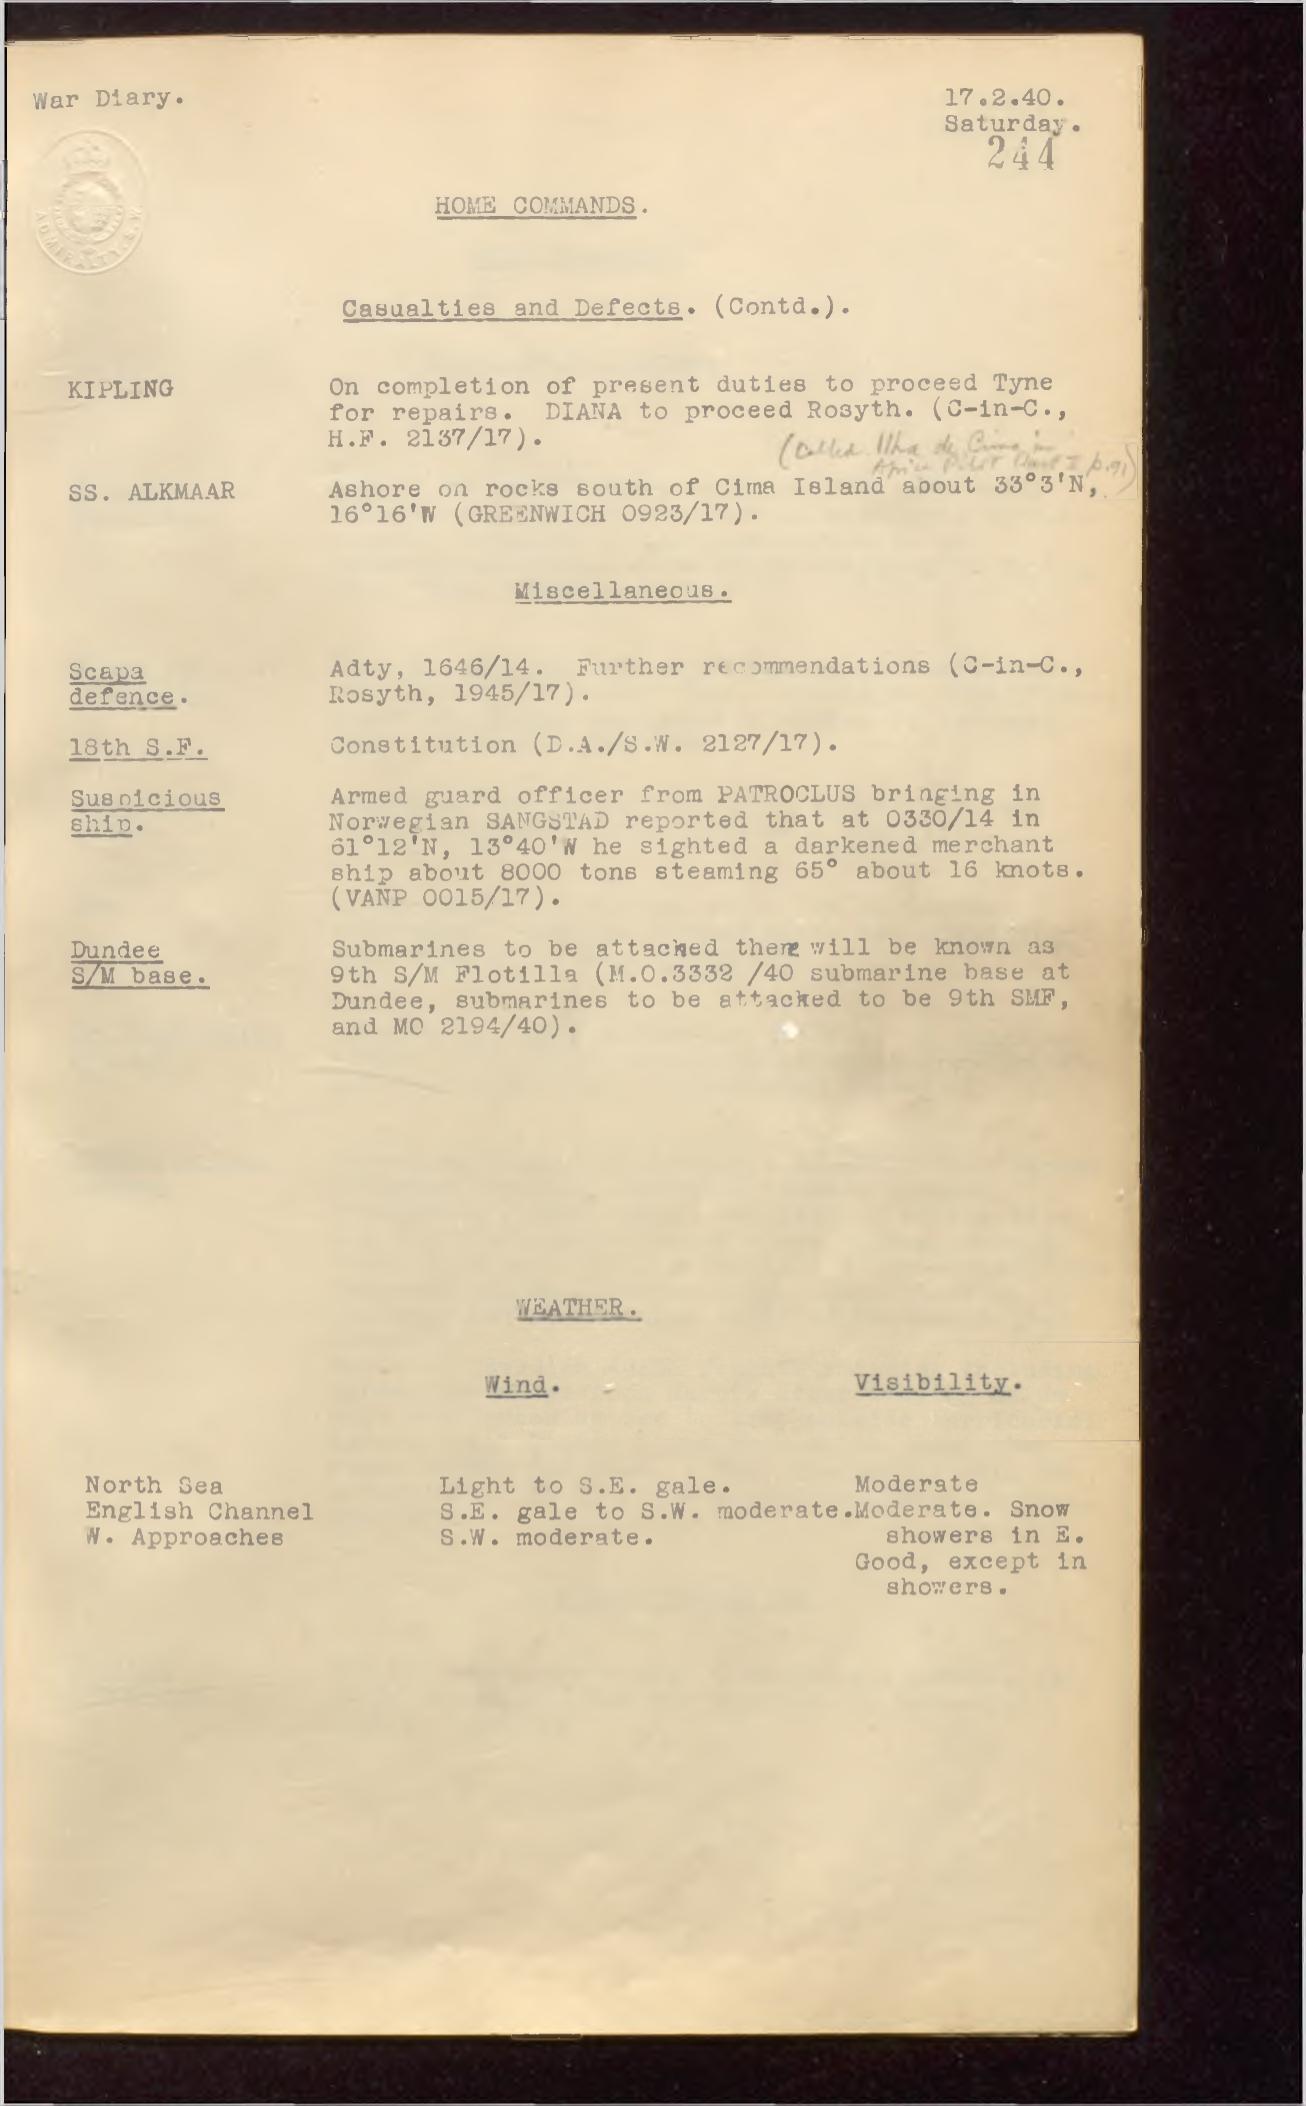 War Diary.
17.2.40.
Saturday.
244
ADMIRALTY. S.W.
HOME COMMANDS.
Casualties and Defects. (Contd.).
KIPLING On completion of present duties to proceed Tyne
for repairs. DIANA to proceed Rosyth. (C-in-C.,
H.F. 2137/17).
(Called Ilha de Cima in
Africa Pilot Part I p.91)
SS. ALKMAAR Ashore on rocks south of Cima Island about 33°3'N,
16°16'W (GREENWICH 0923/17).
Miscellaneous.
Scapa Adty, 1646/14. Further recommendations (C-in-C.,
defence. Rosyth, 1945/17).
18th S.F. Constitution (D.A./S.W. 2127/17).
Suspicious Armed guard officer from PATROCLUS bringing in
ship. Norwegian SANGSTAD reported that at 0330/14 in
61°12'N, 13°40'W he sighted a darkened merchant
ship about 8000 tons steaming 65° about 16 knots.
(VANP 0015/17).
Dundee Submarines to be attached there will be known as
S/M base. 9th S/M Flotilla (M.O.3332 /40 submarine base at
Dundee, submarines to be attached to be 9th SMF,
and MO 2194/40).
WEATHER.
Wind. Visibility.
North Sea Light to S.E. gale. Moderate
English Channel S.E. gale to S.W. moderate. Moderate. Snow
W. Approaches S.W. moderate. showers in E.
Good, except in
showers.